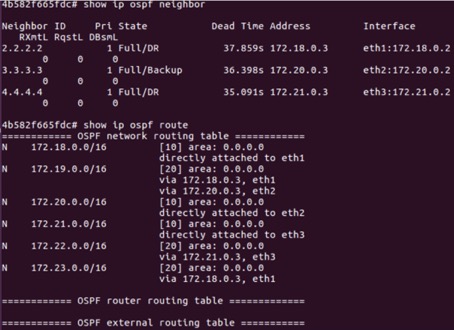 4b582f665fdc# show ip ospf neighbor
Neighbor ID     Pri State           Dead Time Address         Interface
    RXmtL RqstL DBsmL
2.2.2.2           1 Full/DR           37.859s 172.18.0.3      eth1:172.18.0.2
        0     0     0
3.3.3.3           1 Full/Backup       36.398s 172.20.0.3      eth2:172.20.0.2
        0     0     0
4.4.4.4           1 Full/DR           35.091s 172.21.0.3      eth3:172.21.0.2
        0     0     0
4b582f665fdc# show ip ospf route
============ OSPF network routing table ============
N    172.18.0.0/16         [10] area: 0.0.0.0
                           directly attached to eth1
N    172.19.0.0/16         [20] area: 0.0.0.0
                           via 172.18.0.3, eth1
                           via 172.20.0.3, eth2
N    172.20.0.0/16         [10] area: 0.0.0.0
                           directly attached to eth2
N    172.21.0.0/16         [10] area: 0.0.0.0
                           directly attached to eth3
N    172.22.0.0/16         [20] area: 0.0.0.0
                           via 172.21.0.3, eth3
N    172.23.0.0/16         [20] area: 0.0.0.0
                           via 172.18.0.3, eth1
============ OSPF router routing table =============
============ OSPF external routing table ===========